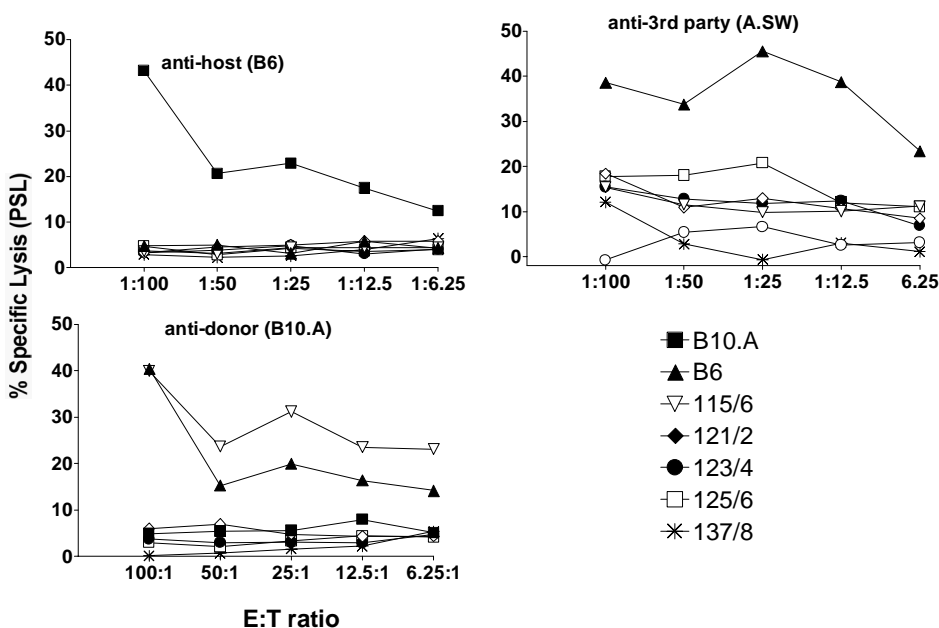 % Specific Lysis (PSL)
anti-host (B6)
50
40
30
20
10
0
1:100 1:50 1:25 1:12.5 1:6.25
anti-3rd party (A.SW)
50
40
30
20
10
0
1:100 1:50 1:25 1:12.5 6.25
anti-donor (B10.A)
50
40
30
20
10
0
100:1 50:1 25:1 12.5:1 6.25:1
E:T ratio
B10.A
B6
115/6
121/2
123/4
125/6
137/8